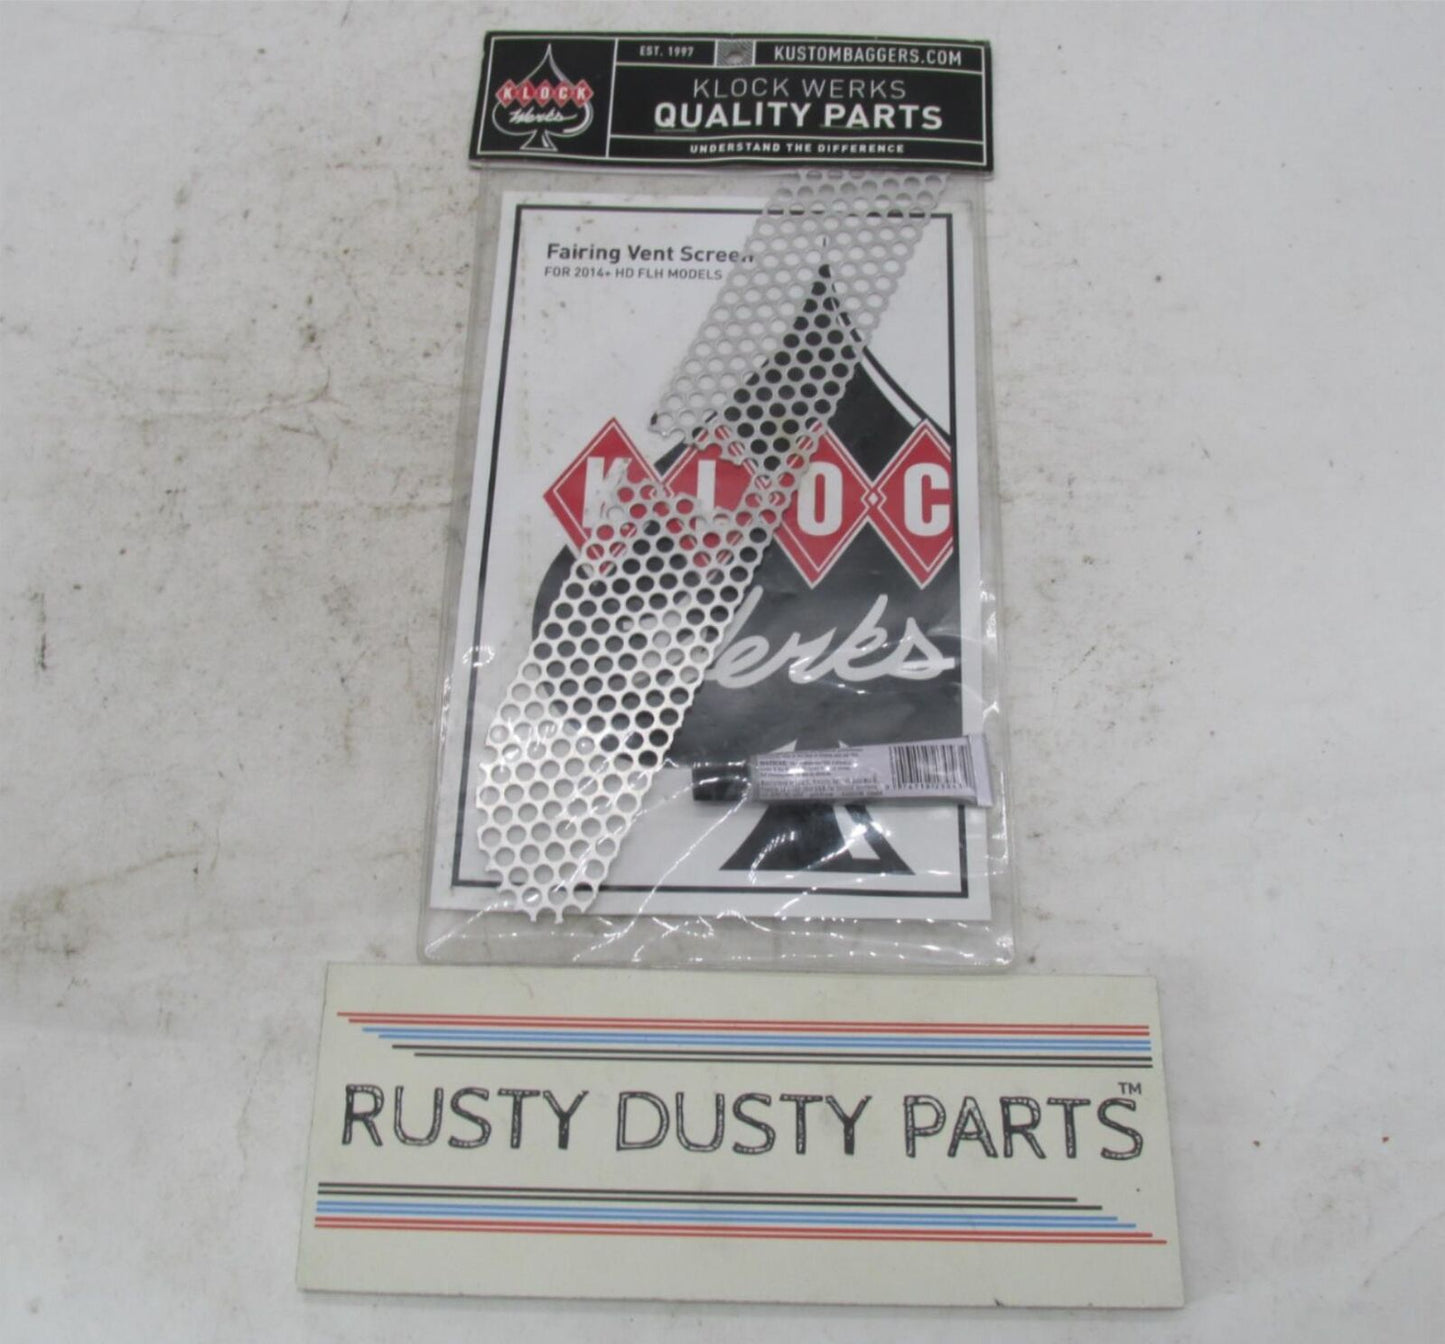 EST. 1997
KUSTOMBAGGERS.COM
KLOCK
Werks
KLOCK WERKS
QUALITY PARTS
UNDERSTAND THE DIFFERENCE
Fairing Vent Screen
FOR 2014+ HD FLH MODELS
KLOC
Werks
WARNING:
RUSTY DUSTY PARTS™